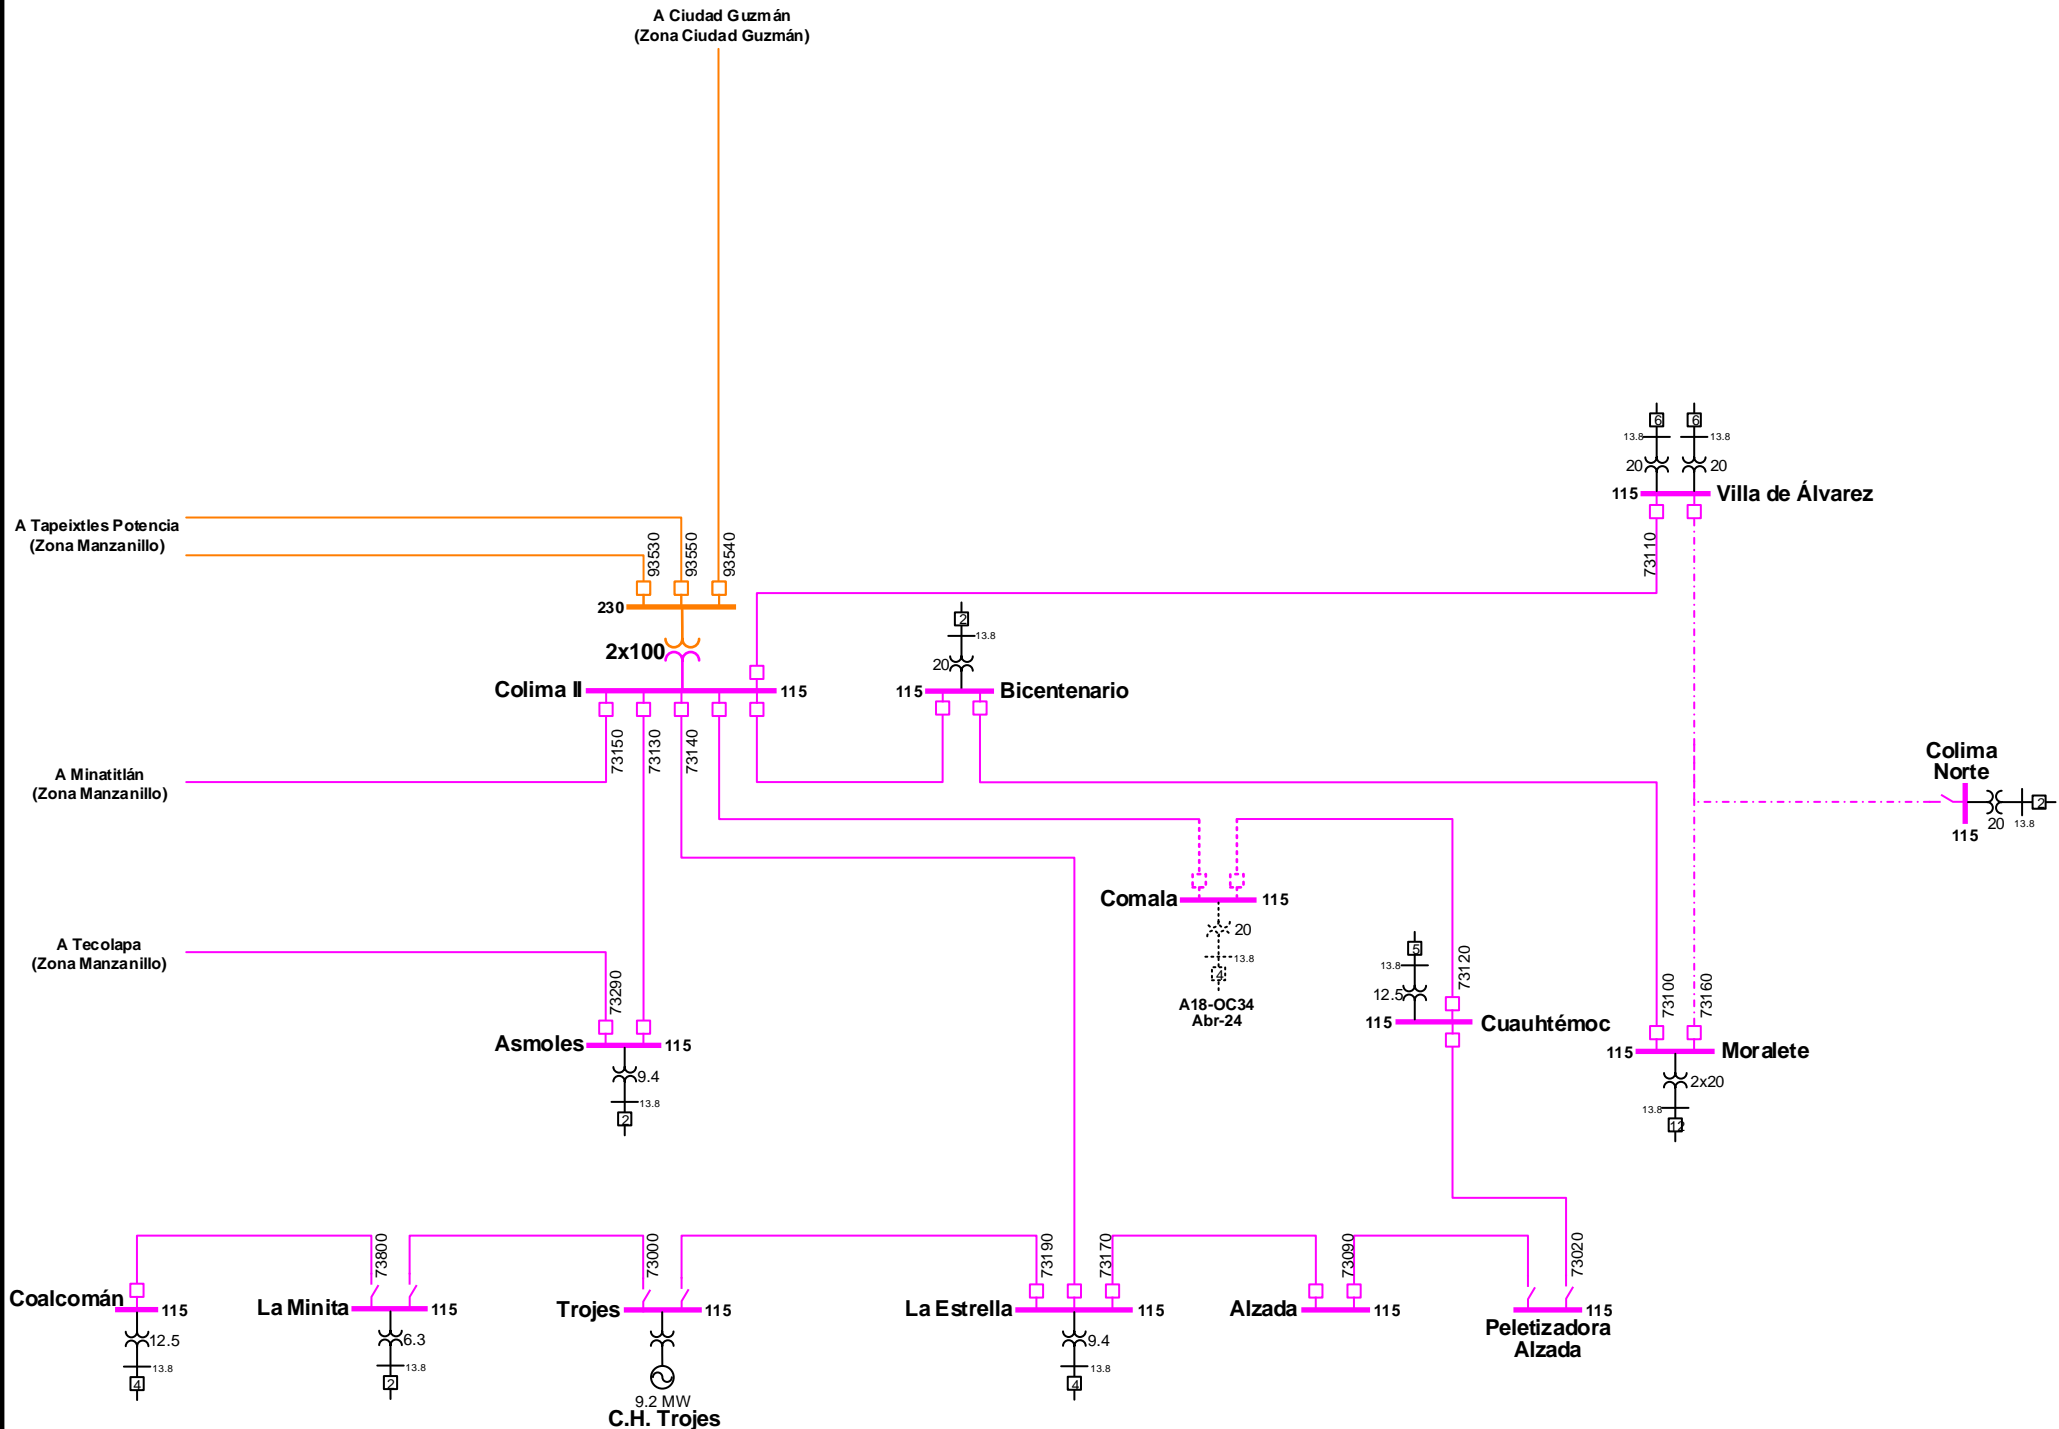 A Ciudad Guzmán
(Zona Ciudad Guzmán)
6
6
13.8
13.8
20
20
115
Villa de Álvarez
A Tapeixtles Potencia
(Zona Manzanillo)
93530
93550
93540
73110
230
2
13.8
2x100
20
Colima II
115
115
Bicentenario
73150
73130
73140
A Minatitlán
(Zona Manzanillo)
Colima
Norte
2
20
13.8
115
Comala
115
20
13.8
4
A18-OC34
Abr-24
A Tecolapa
(Zona Manzanillo)
73290
5
13.8
12.5
73120
115
Cuauhtémoc
73100
73160
Asmoles
115
9.4
13.8
2
115
Moralete
2x20
13.8
12
73800
73000
73190
73170
73090
73020
Coalcomán
115
12.5
13.8
4
La Minita
115
6.3
13.8
2
Trojes
115
9.2 MW
C.H. Trojes
La Estrella
115
9.4
13.8
4
Alzada
115
115
Peletizadora
Alzada